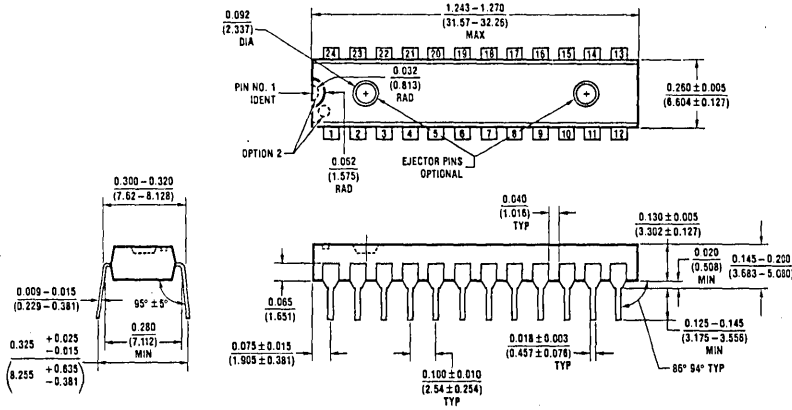 0.092
(2.337)
DIA
1.243–1.270
(31.57–32.26)
MAX
24 23 22 21 20 19 18 17 16 15 14 13
PIN NO. 1
IDENT
0.032
(0.813)
RAD
0.260 ± 0.005
(6.604 ± 0.127)
1 2 3 4 5 6 7 8 9 10 11 12
OPTION 2
0.062
(1.575)
RAD
EJECTOR PINS
OPTIONAL
0.300 – 0.320
(7.62 – 8.128)
0.009 – 0.015
(0.229 – 0.381)
95° ± 5°
0.280
(7.112)
MIN
0.325 +0.025
−0.015
(8.255 +0.635
−0.381)
0.040
(1.016)
TYP
0.130 ± 0.005
(3.302 ± 0.127)
0.020
(0.508)
MIN
0.145 – 0.200
(3.683 – 5.080)
0.065
(1.651)
0.075 ± 0.015
(1.905 ± 0.381)
0.100 ± 0.010
(2.54 ± 0.254)
TYP
0.018 ± 0.003
(0.457 ± 0.076)
TYP
0.125 – 0.145
(3.175 – 3.556)
MIN
86° 94° TYP